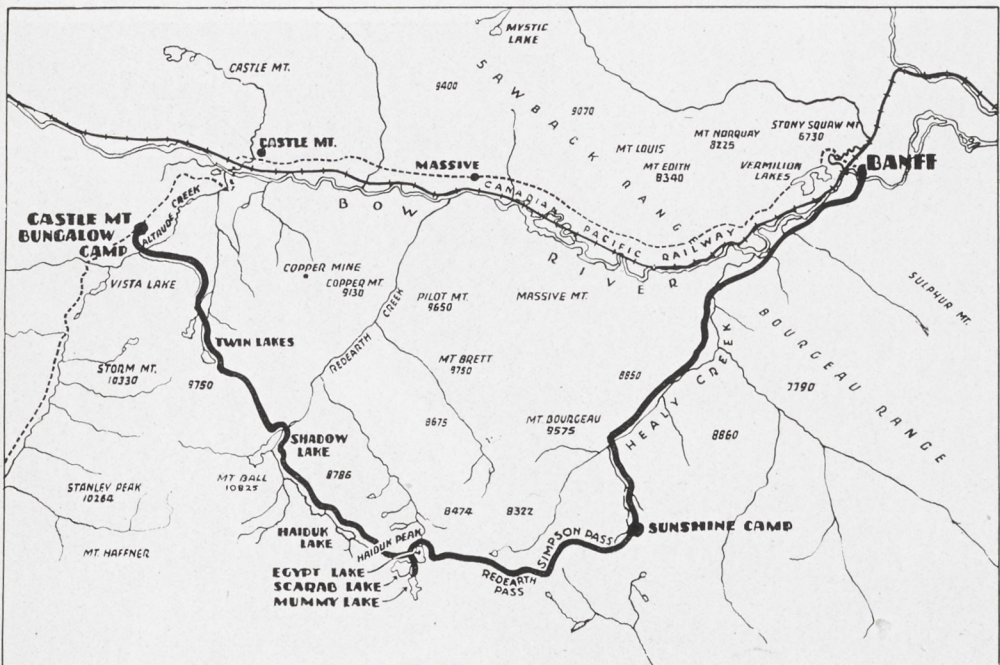 MYSTIC
LAKE
CASTLE MT.
9400
SAWBACK RANGE
9070
MT NORQUAY
8225
STONY SQUAW MT
6730
MT LOUIS
MT EDITH
8340
VERMILION
LAKES
BANFF
CASTLE MT.
MASSIVE
CANADIAN PACIFIC RAILWAY
BOW RIVER
ALTRUDE CREEK
CASTLE MT
BUNGALOW
CAMP
VISTA LAKE
COPPER MINE
COPPER MT.
9130
PILOT MT.
9650
MASSIVE MT.
SULPHUR MT.
BOURGEAU RANGE
REDEARTH CREEK
TWIN LAKES
STORM MT.
10330
9750
MT BRETT
9750
8850
HEALY CREEK
7790
8675
MT. BOURGEAU
9575
8860
SHADOW
LAKE
MT BALL
10825
8786
STANLEY PEAK
10264
8474
8322
SUNSHINE CAMP
MT. HAFFNER
HAIDUK
LAKE
HAIDUK PEAK
SIMPSON PASS
EGYPT LAKE
SCARAB LAKE
MUMMY LAKE
REDEARTH
PASS